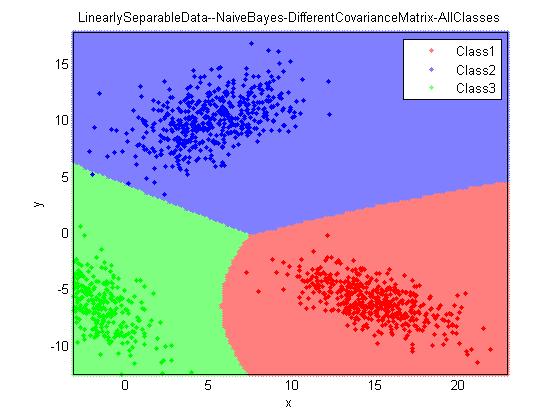 LinearlySeparableData--NaiveBayes-DifferentCovarianceMatrix-AllClasses
Class1
Class2
Class3
15
10
5
0
-5
-10
y
0
5
10
15
20
x